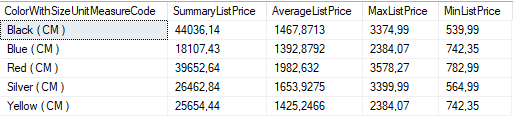 ColorWithSizeUnitMeasureCode SummaryListPrice AverageListPrice MaxListPrice MinListPrice
Black ( CM ) 44036,14 1467,8713 3374,99 539,99
Blue ( CM ) 18107,43 1392,8792 2384,07 742,35
Red ( CM ) 39652,64 1982,632 3578,27 782,99
Silver ( CM ) 26462,84 1653,9275 3399,99 564,99
Yellow ( CM ) 25654,44 1425,2466 2384,07 742,35